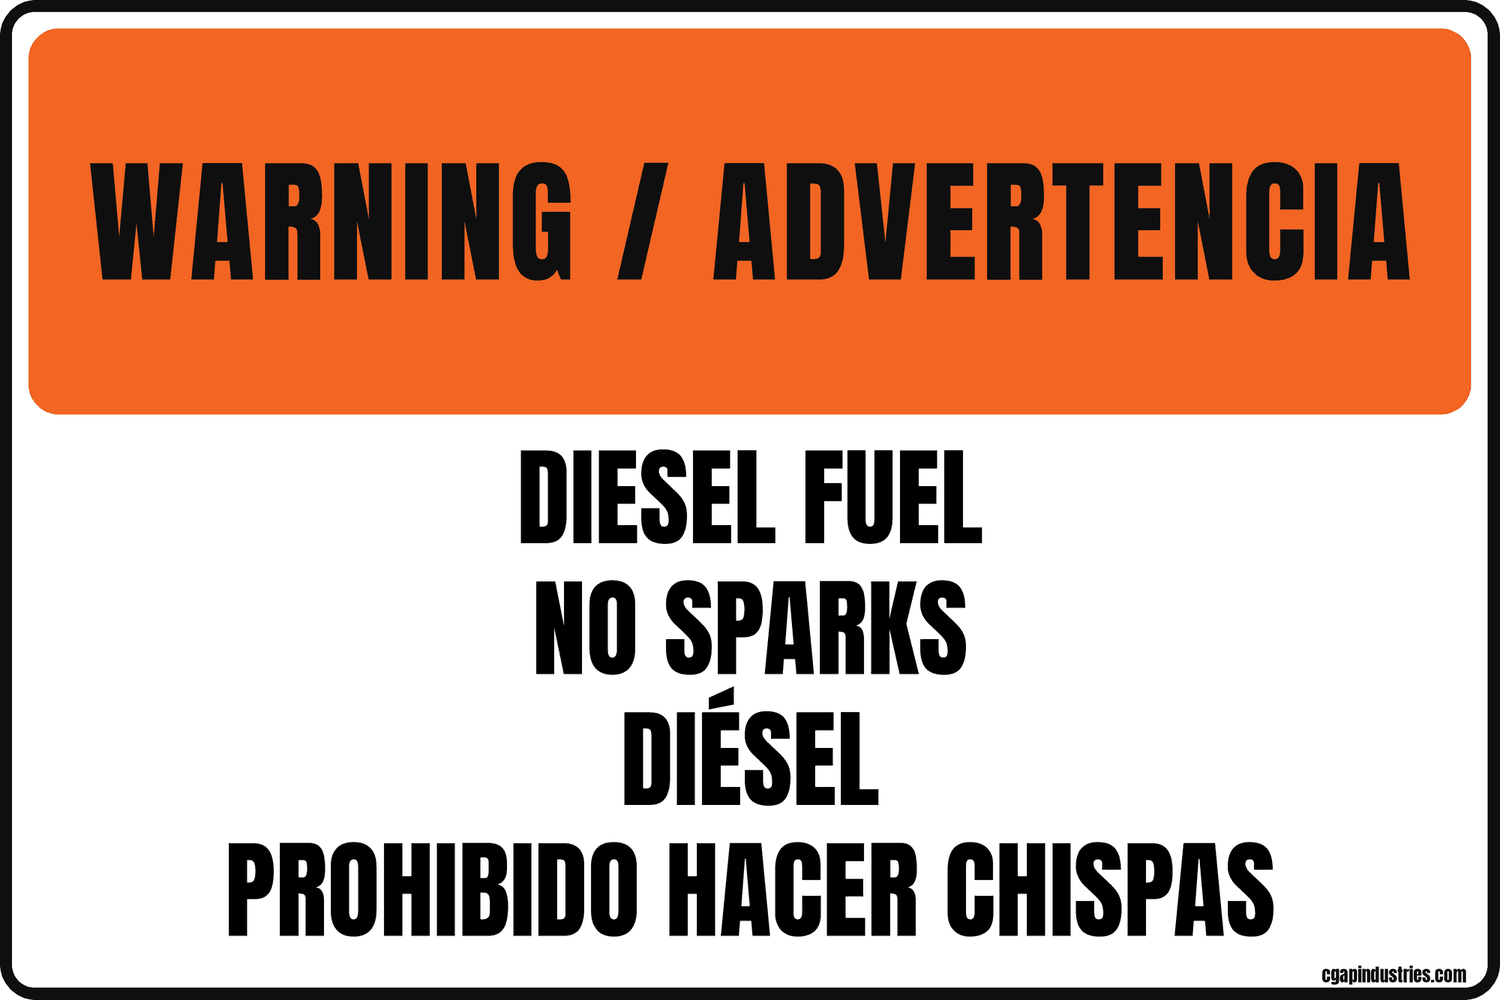 WARNING / ADVERTENCIA
DIESEL FUEL
NO SPARKS
DIÉSEL
PROHIBIDO HACER CHISPAS
cgapindustries.com